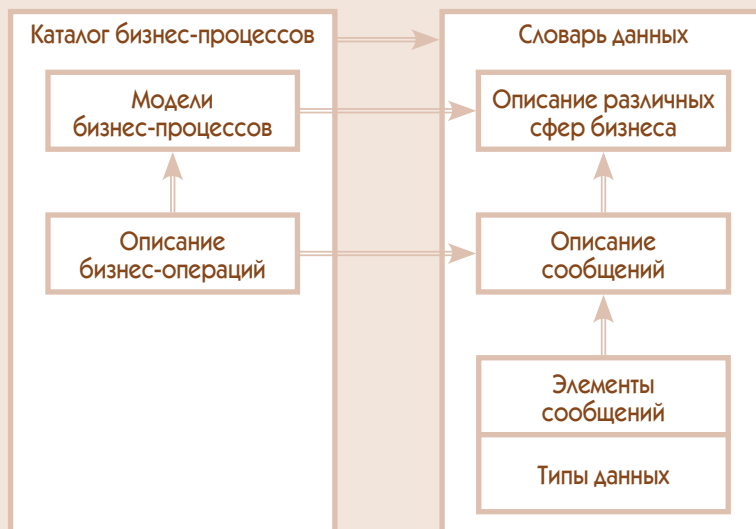 Каталог бизнес-процессов
Модели
бизнес-процессов
Описание
бизнес-операций
Словарь данных
Описание различных
сфер бизнеса
Описание
сообщений
Элементы
сообщений
Типы данных